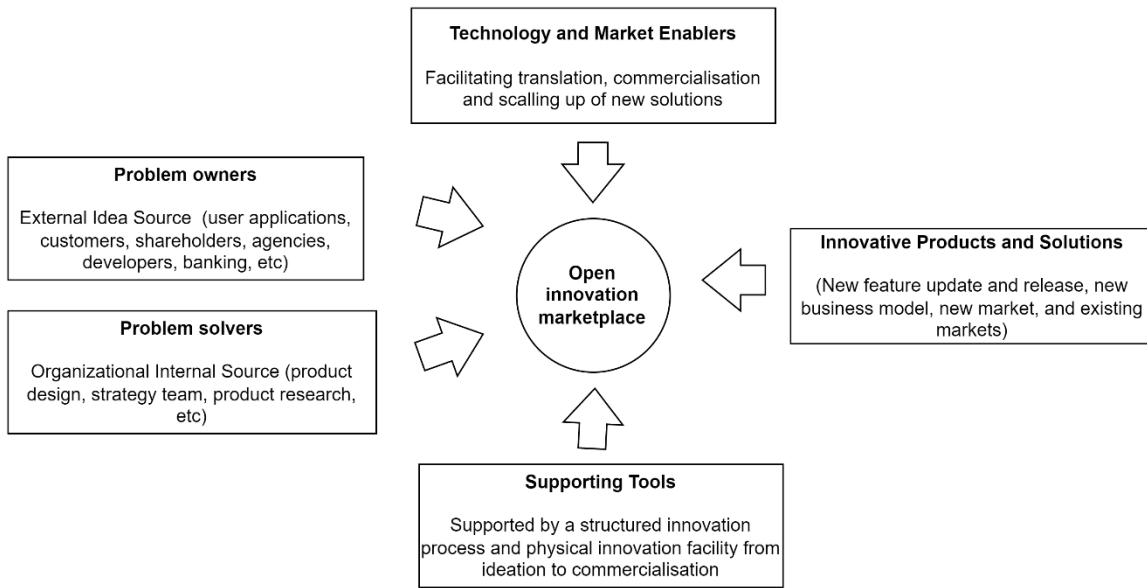 Technology and Market Enablers
Facilitating translation, commercialisation
and scalling up of new solutions
Problem owners
External Idea Source  (user applications,
customers, shareholders, agencies,
developers, banking, etc)
Problem solvers
Organizational Internal Source (product
design, strategy team, product research,
etc)
Open
innovation
marketplace
Innovative Products and Solutions
(New feature update and release, new
business model, new market, and existing
markets)
Supporting Tools
Supported by a structured innovation
process and physical innovation facility from
ideation to commercialisation